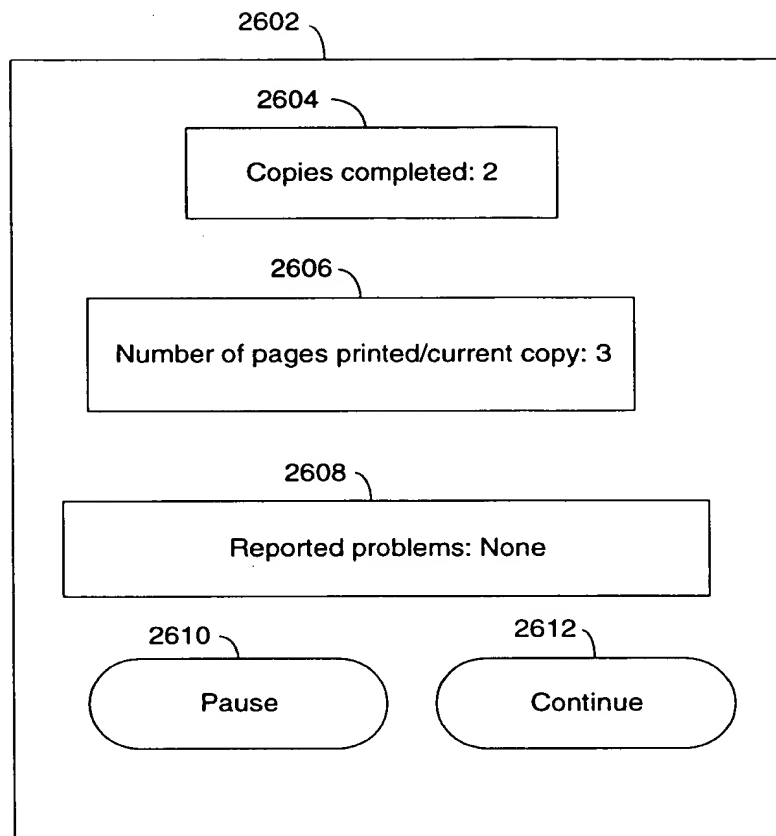 2602
2604
Copies completed: 2
2606
Number of pages printed/current copy: 3
2608
Reported problems: None
2610
2612
Pause
Continue